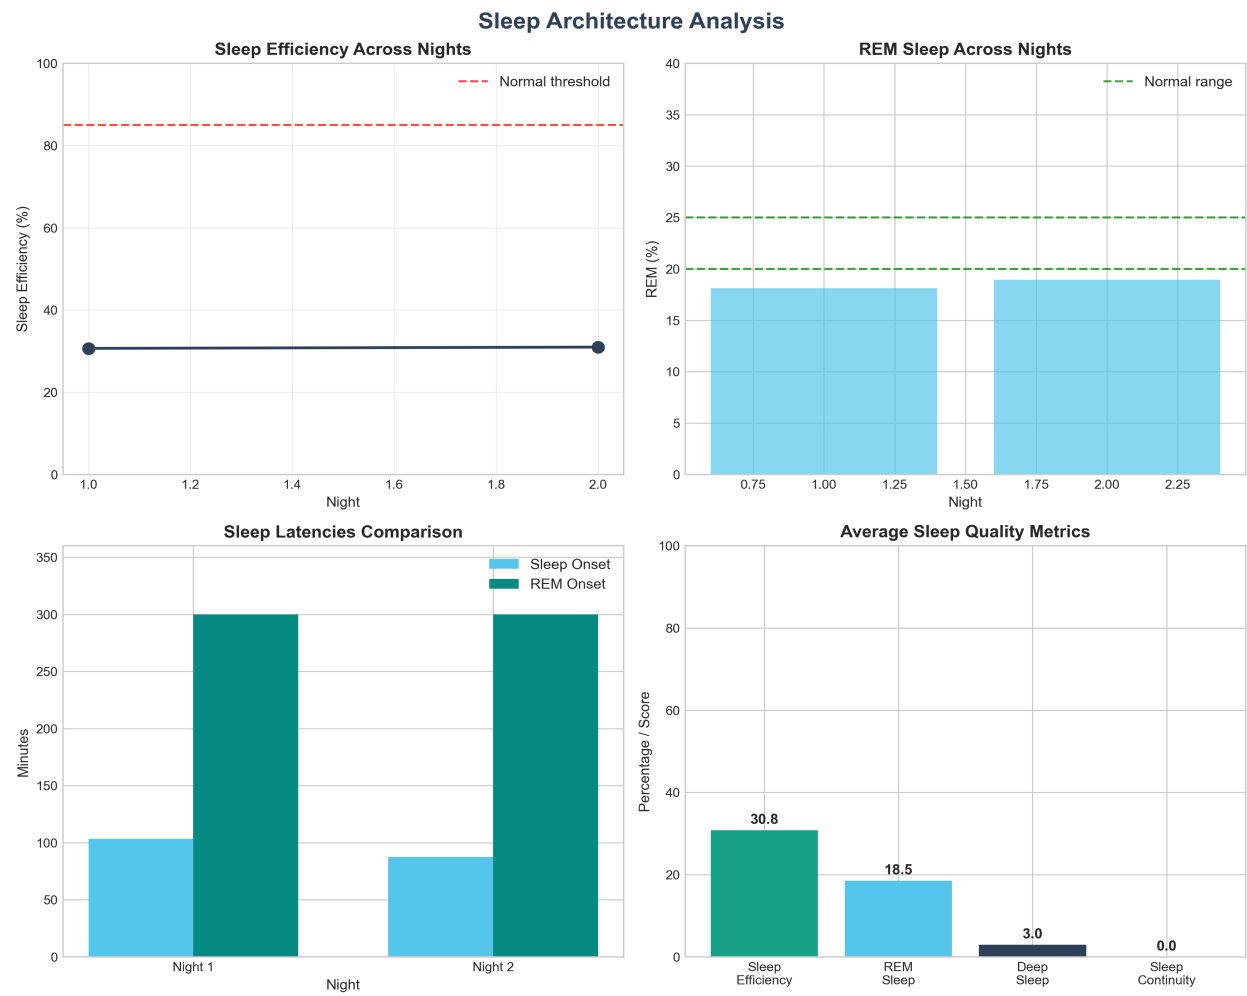 Sleep Architecture Analysis
Sleep Efficiency Across Nights
100
80
60
40
20
0
Sleep Efficiency (%)
Normal threshold
1.0 1.2 1.4 1.6 1.8 2.0
Night
REM Sleep Across Nights
40
35
30
25
20
15
10
5
0
REM (%)
Normal range
0.75 1.00 1.25 1.50 1.75 2.00 2.25
Night
Sleep Latencies Comparison
350
300
250
200
150
100
50
0
Minutes
Sleep Onset
REM Onset
Night 1 Night 2
Night
Average Sleep Quality Metrics
100
80
60
40
20
0
Percentage / Score
30.8
18.5
3.0
0.0
Sleep
Efficiency
REM
Sleep
Deep
Sleep
Sleep
Continuity